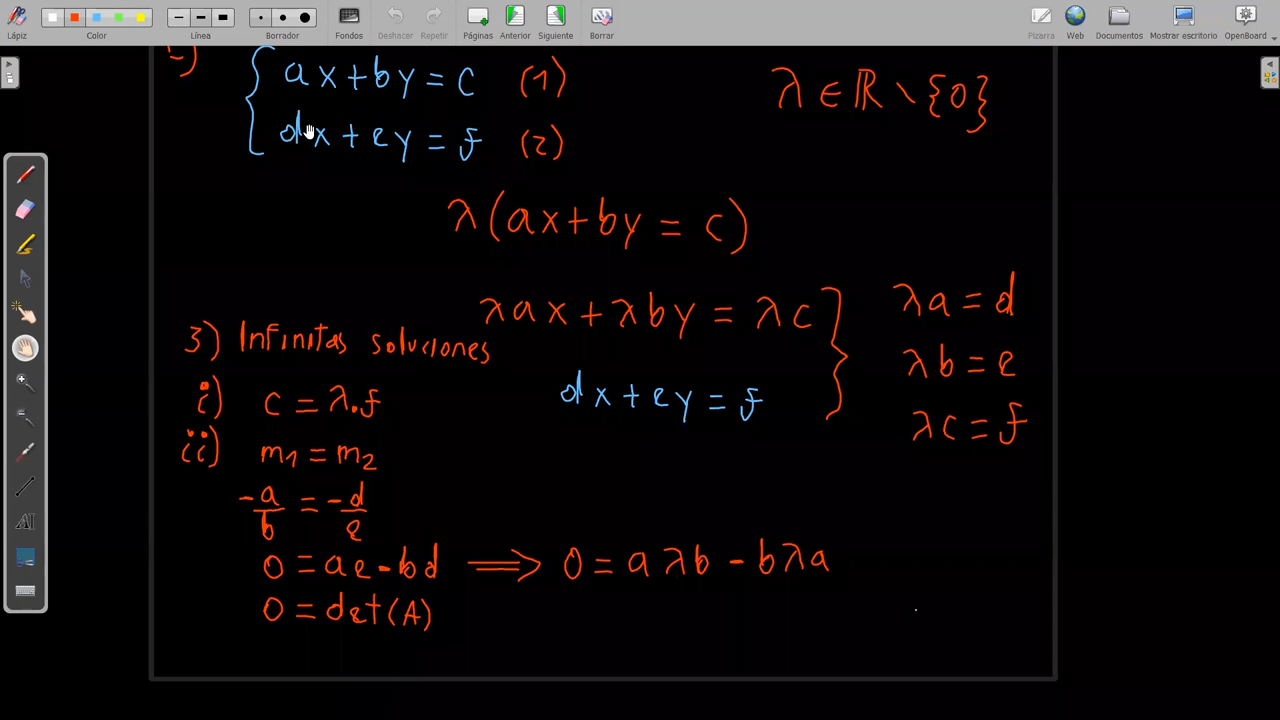 Lápiz Color Línea Borrador Fondos Deshacer Repetir Páginas Anterior Siguiente Borrar Pizarra Web Documentos Mostrar escritorio OpenBoard
ax+by = c (1)
dx + ey = f (2)
λ ∈ ℝ \ {0}
λ(ax+by = c)
λax + λby = λc
dx + ey = f
λa = d
λb = e
λc = f
3) Infinitas soluciones
i) c = λ.f
ii) m1 = m2
-a/b = -d/e
0 = ae - bd ⟹ 0 = aλb - bλa
0 = det(A)